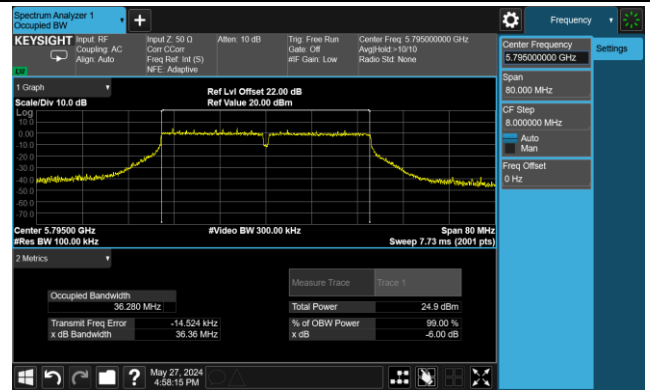 Spectrum Analyzer 1
Occupied BW
Frequency
KEYSIGHT
Input: RF
Coupling: AC
Align: Auto
Input Z: 50 Ω
Corr CCorr
Freq Ref: Int (S)
NFE: Adaptive
Atten: 10 dB
Trig: Free Run
Gate: Off
#IF Gain: Low
Center Freq: 5.795000000 GHz
Avg|Hold:>10/10
Radio Std: None
Center Frequency
5.795000000 GHz
Settings
Span
80.000 MHz
CF Step
8.000000 MHz
Auto
Man
Freq Offset
0 Hz
1 Graph
Scale/Div 10.0 dB
Ref Lvl Offset 22.00 dB
Ref Value 20.00 dBm
Log
10.0
0.00
-10.0
-20.0
-30.0
-40.0
-50.0
-60.0
-70.0
Center 5.79500 GHz
#Res BW 100.00 kHz
#Video BW 300.00 kHz
Span 80 MHz
Sweep 7.73 ms (2001 pts)
2 Metrics
Measure Trace
Trace 1
Occupied Bandwidth
36.280 MHz
Total Power
24.9 dBm
Transmit Freq Error
-14.524 kHz
% of OBW Power
99.00 %
x dB Bandwidth
36.36 MHz
x dB
-6.00 dB
?
May 27, 2024
4:58:15 PM